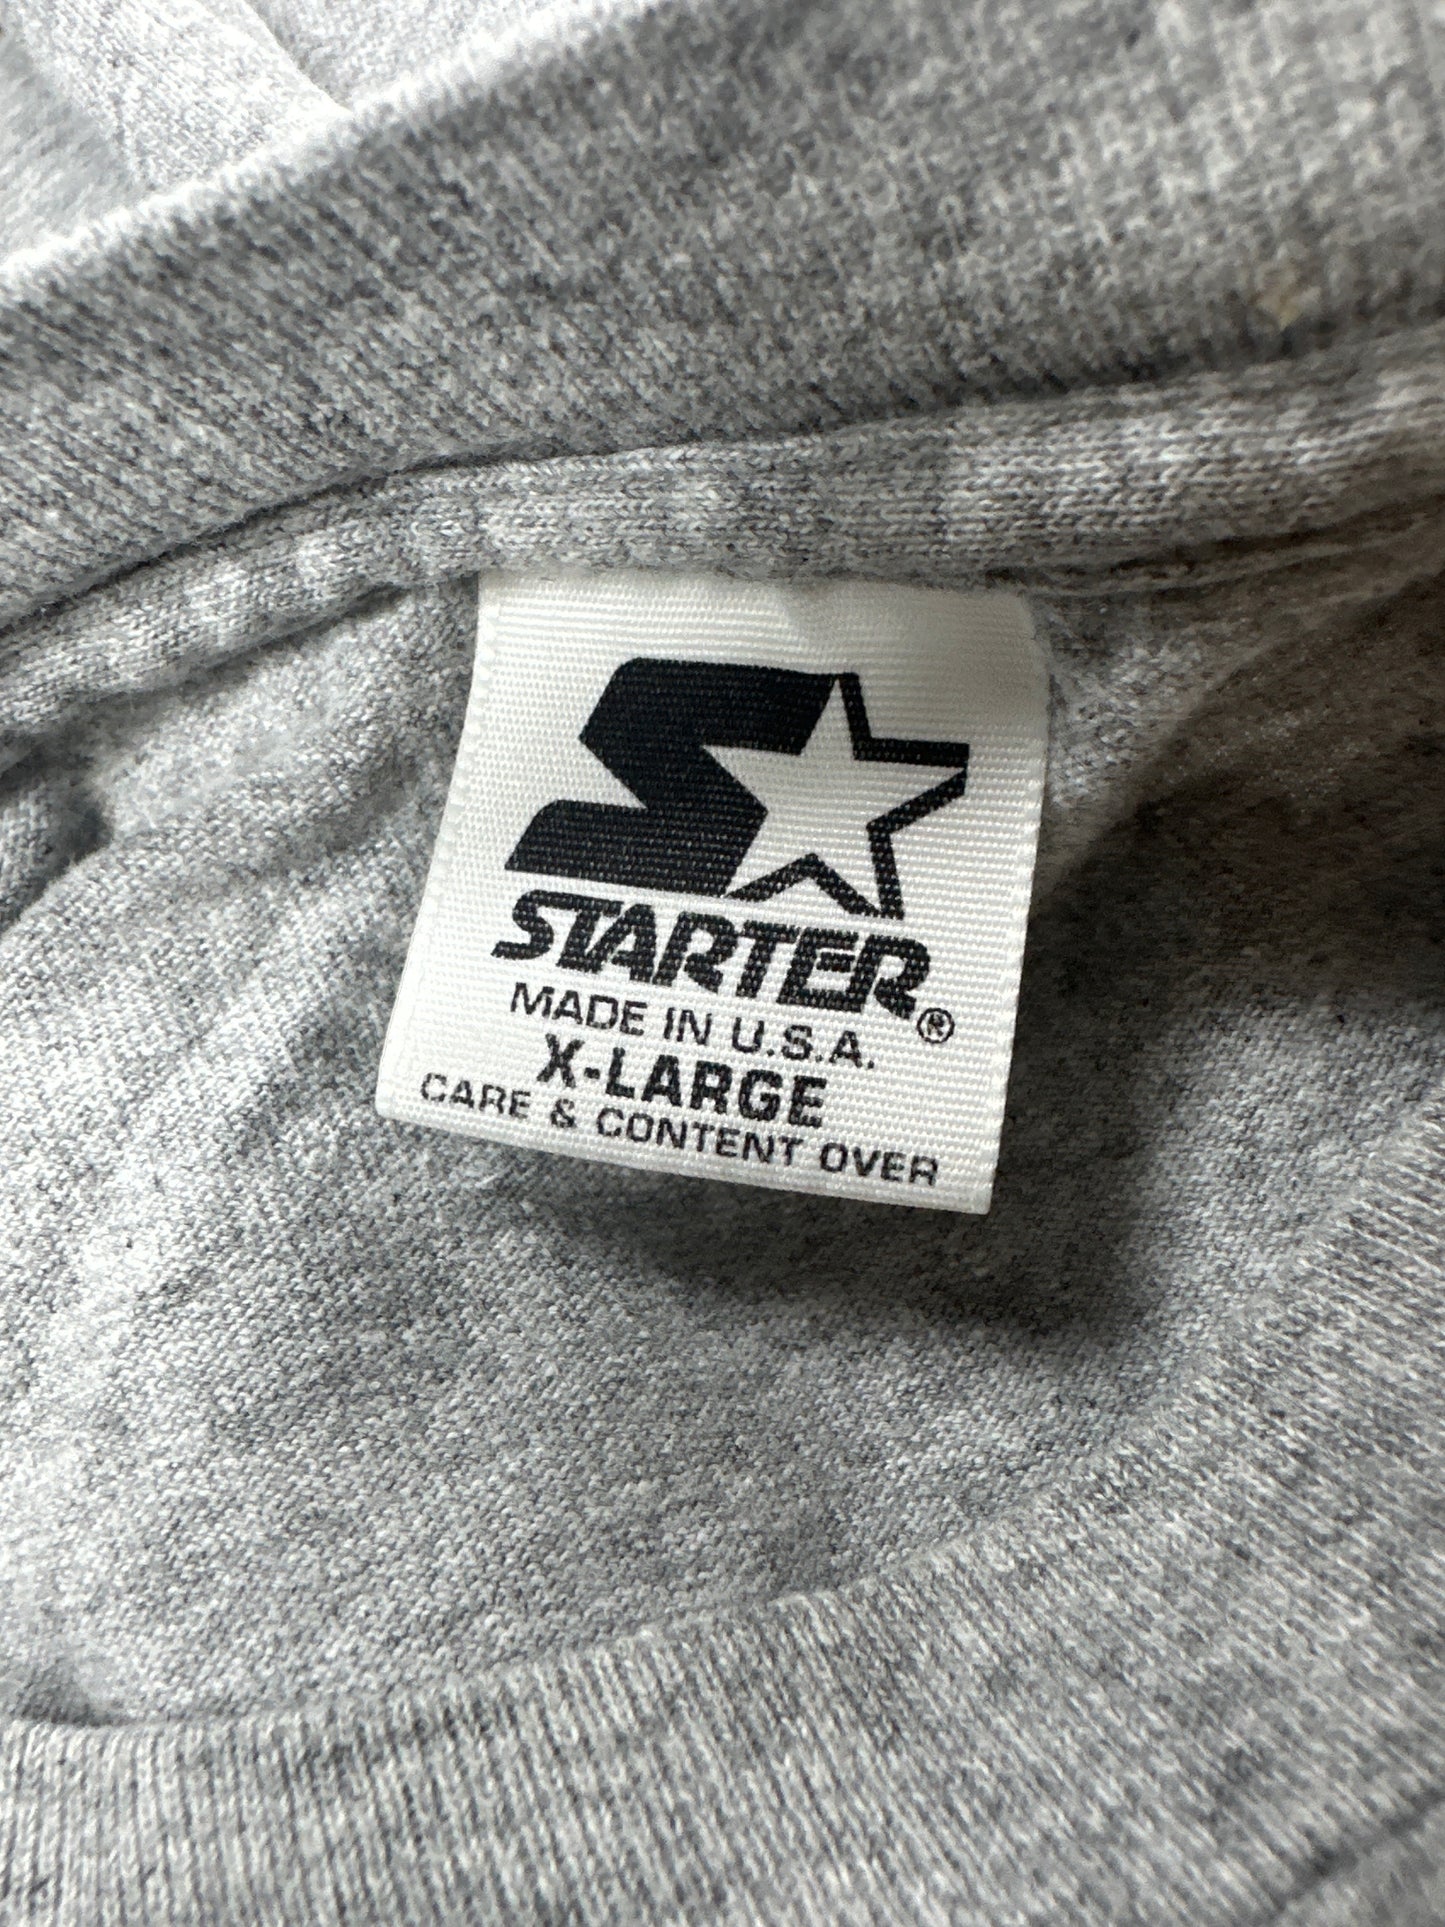 STARTER®
MADE IN U.S.A.
X-LARGE
CARE & CONTENT OVER